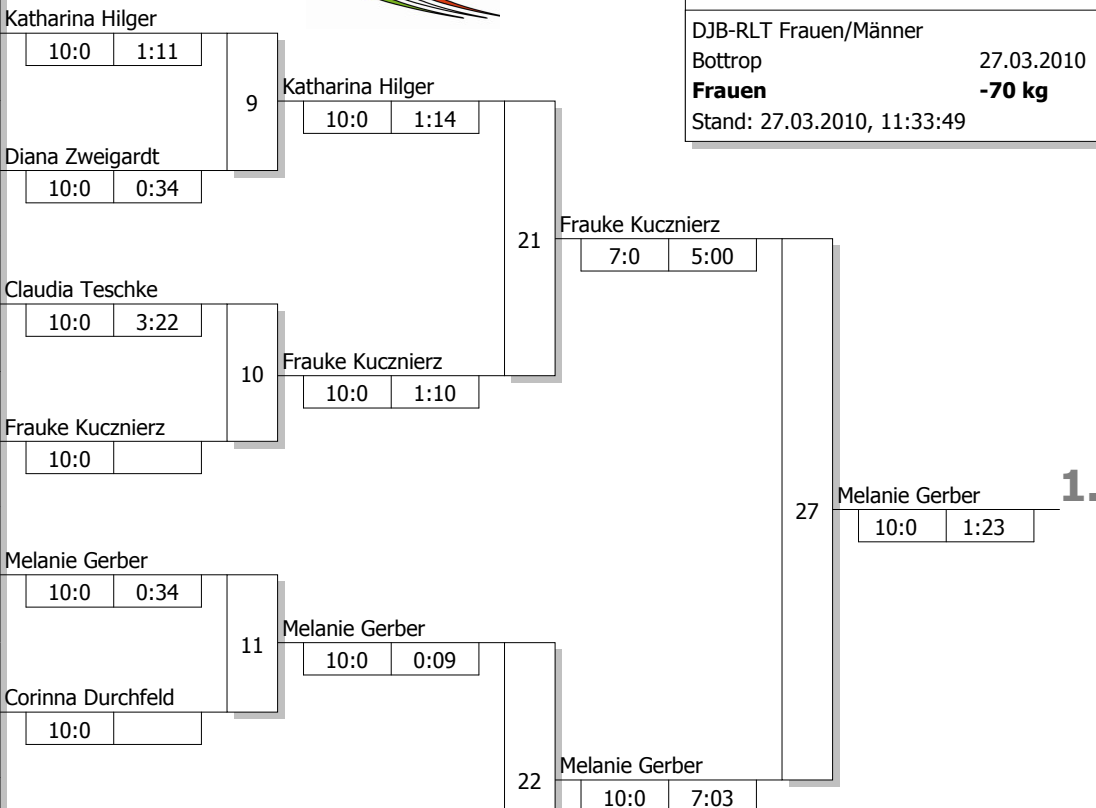 Katharina Hilger
10:0 1:11
DJB-RLT Frauen/Männer
Bottrop 27.03.2010
Frauen -70 kg
Stand: 27.03.2010, 11:33:49
9
Katharina Hilger
10:0 1:14
Diana Zweigardt
10:0 0:34
21
Frauke Kucznierz
7:0 5:00
Claudia Teschke
10:0 3:22
10
Frauke Kucznierz
10:0 1:10
Frauke Kucznierz
10:0
27
Melanie Gerber
10:0 1:23
1.
Melanie Gerber
10:0 0:34
11
Melanie Gerber
10:0 0:09
Corinna Durchfeld
10:0
22
Melanie Gerber
10:0 7:03